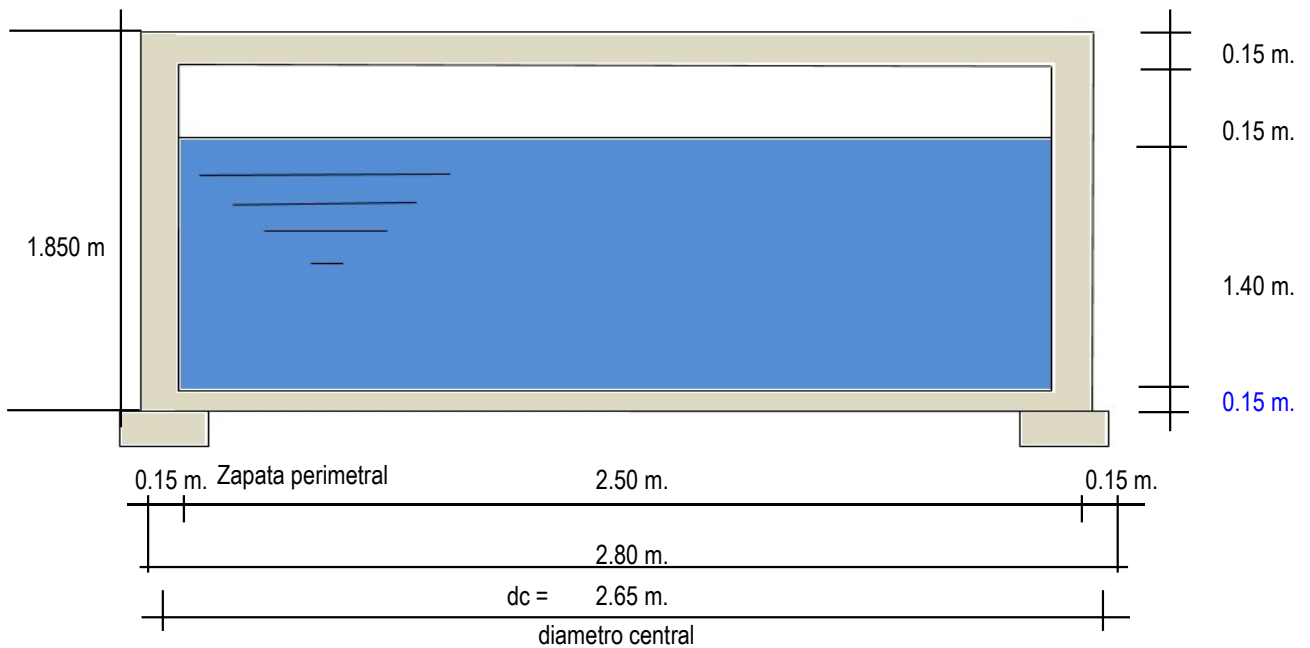 0.15 m.
0.15 m.
1.850 m
1.40 m.
0.15 m.
0.15 m. Zapata perimetral 2.50 m. 0.15 m.
2.80 m.
dc = 2.65 m.
diametro central